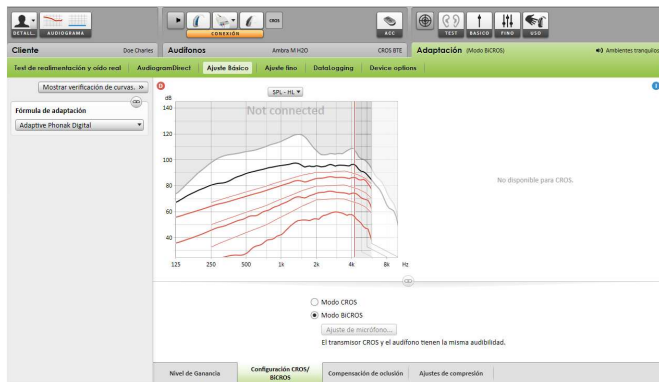 DETALL.. AUDIOGRAMA
CONEXIÓN
CROS
ACC
TEST BASICO FINO USO
Cliente Doe Charles Audífonos Ambra M H2O CROS BTE Adaptación (Modo BiCROS) Ambientes tranquilos
Test de realimentación y oído real AudiogramDirect Ajuste Básico Ajuste fino DataLogging Device options
Mostrar verificación de curvas. »
Fórmula de adaptación
Adaptive Phonak Digital
D
I
SPL - HL
dB
Not connected
140
120
100
80
60
40
125 250 500 1k 2k 4k 8k Hz
No disponible para CROS.
Modo CROS
Modo BiCROS
Ajuste de micrófono...
El transmisor CROS y el audífono tienen la misma audibilidad.
Nivel de Ganancia
Configuración CROS/
BiCROS
Compensación de oclusión
Ajustes de compresión